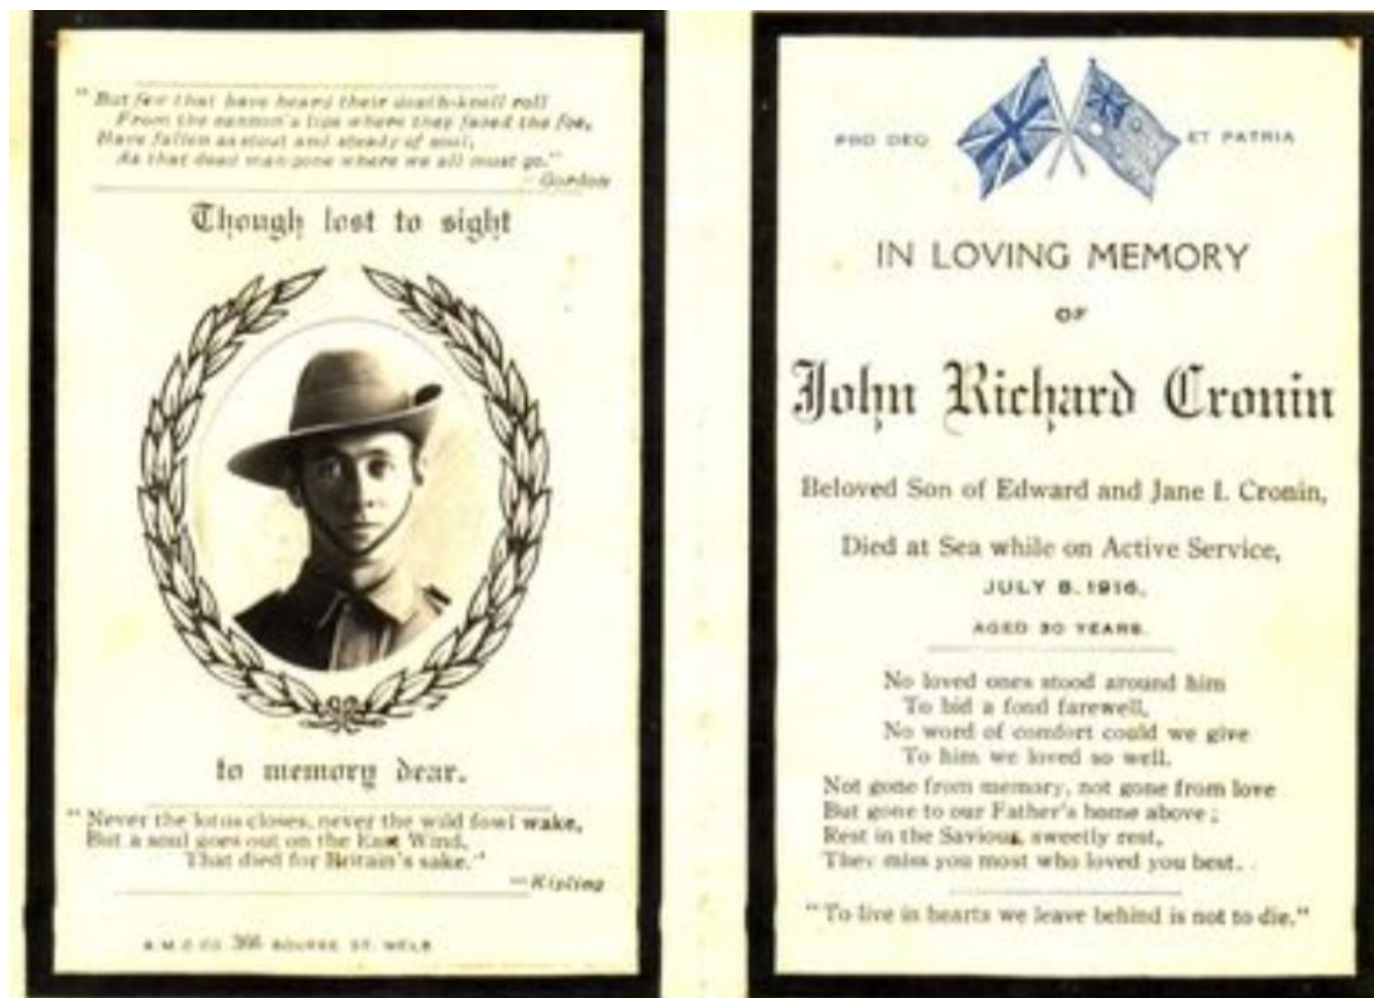 "But few that have heard their death-knell roll
From the cannon's lips where they faced the foe,
Have fallen as stout and steady of soul,
As that dead man gone where we all must go."
— Gordon
Though lost to sight
to memory dear.
"Never the lotus closes, never the wild fowl wake,
But a soul goes out on the East Wind,
That died for Britain's sake."
—Kipling
A.M.C CO 366 BOURKE ST. MELB
PRO DEO ET PATRIA
IN LOVING MEMORY
OF
John Richard Cronin
Beloved Son of Edward and Jane I. Cronin,
Died at Sea while on Active Service,
JULY 8, 1916,
AGED 30 YEARS.
No loved ones stood around him
To bid a fond farewell,
No word of comfort could we give
To him we loved so well.
Not gone from memory, not gone from love
But gone to our Father's home above;
Rest in the Saviour, sweetly rest,
They miss you most who loved you best.
"To live in hearts we leave behind is not to die."